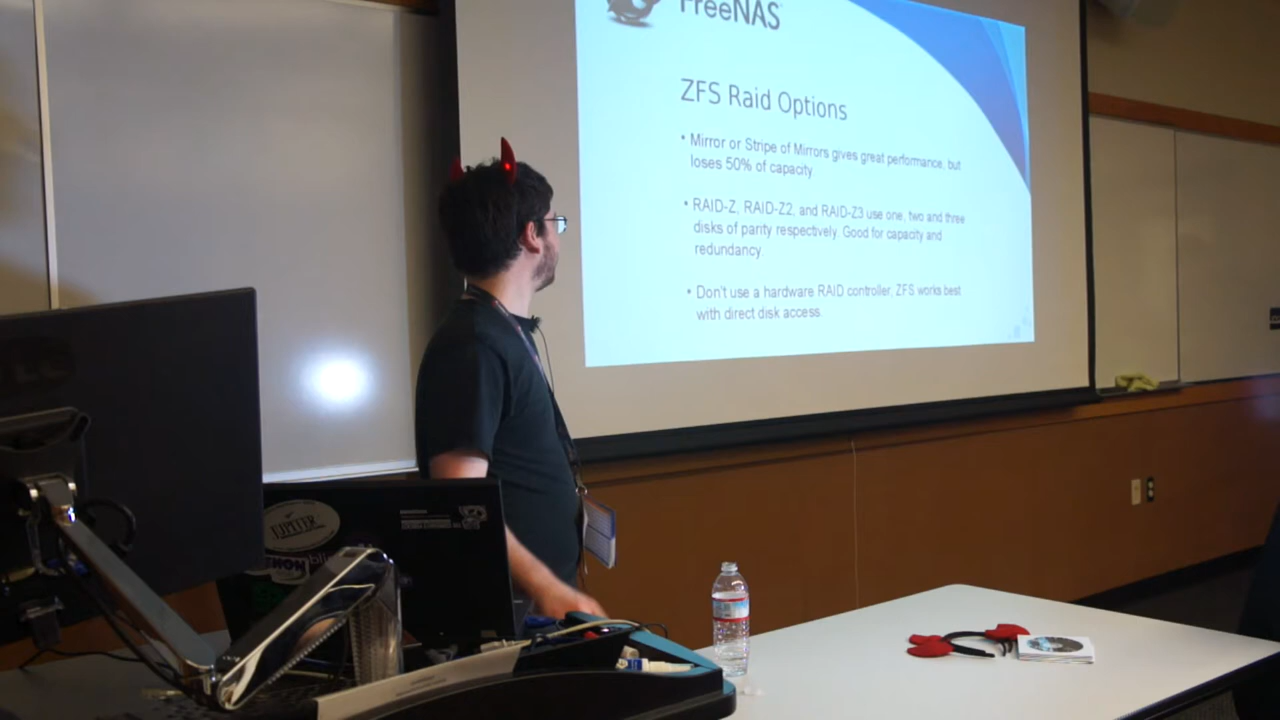 FreeNAS
ZFS Raid Options
• Mirror or Stripe of Mirrors gives great performance, but
loses 50% of capacity
• RAID-Z, RAID-Z2, and RAID-Z3 use one, two and three
disks of parity respectively. Good for capacity and
redundancy.
• Don't use a hardware RAID controller, ZFS works best
with direct disk access.
JUPITER